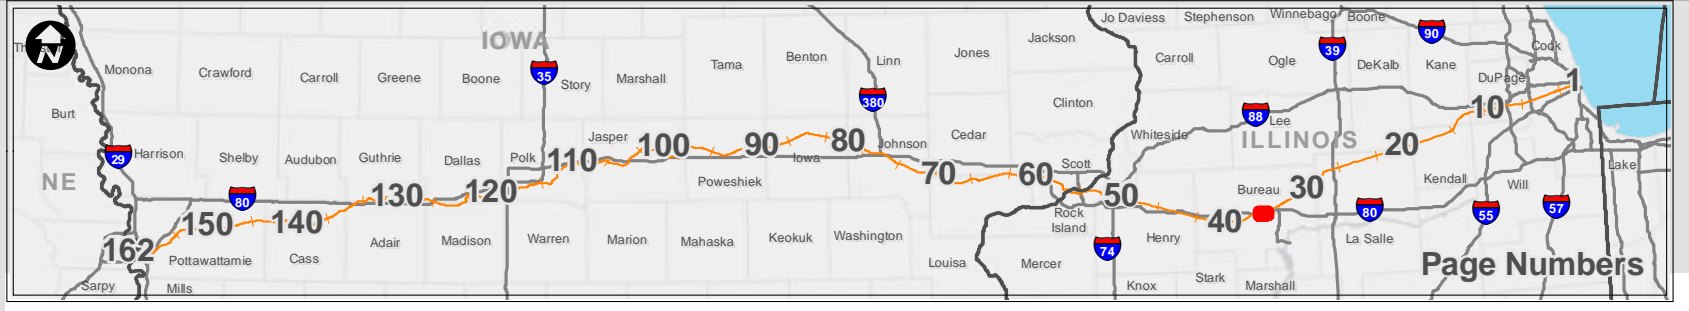 Jo Daviess
Stephenson
Winnebago
Boone
N
IOWA
35
Monona
Crawford
Carroll
Greene
Boone
Story
Marshall
Tama
Benton
Linn
Jones
Jackson
Carroll
Ogle
39
DeKalb
90
Kane
Cock
DuPage
1
Burt
380
Clinton
88
Lee
10
29
Harrison
Shelby
Audubon
Guthrie
Dallas
Polk
110
Jasper
100
90
Iowa
80
Johnson
Cedar
Whiteside
ILLINOIS
20
Lake
NE
80
130
120
Poweshiek
70
60
Scott
50
Bureau
30
Kendall
Will
162
150
140
Adair
Madison
Warren
Marion
Mahaska
Keokuk
Washington
Rock
Island
74
Henry
40
80
La Salle
55
57
Pottawattamie
Cass
Louisa
Mercer
Page Numbers
Sarpy
Mills
Knox
Stark
Marshall